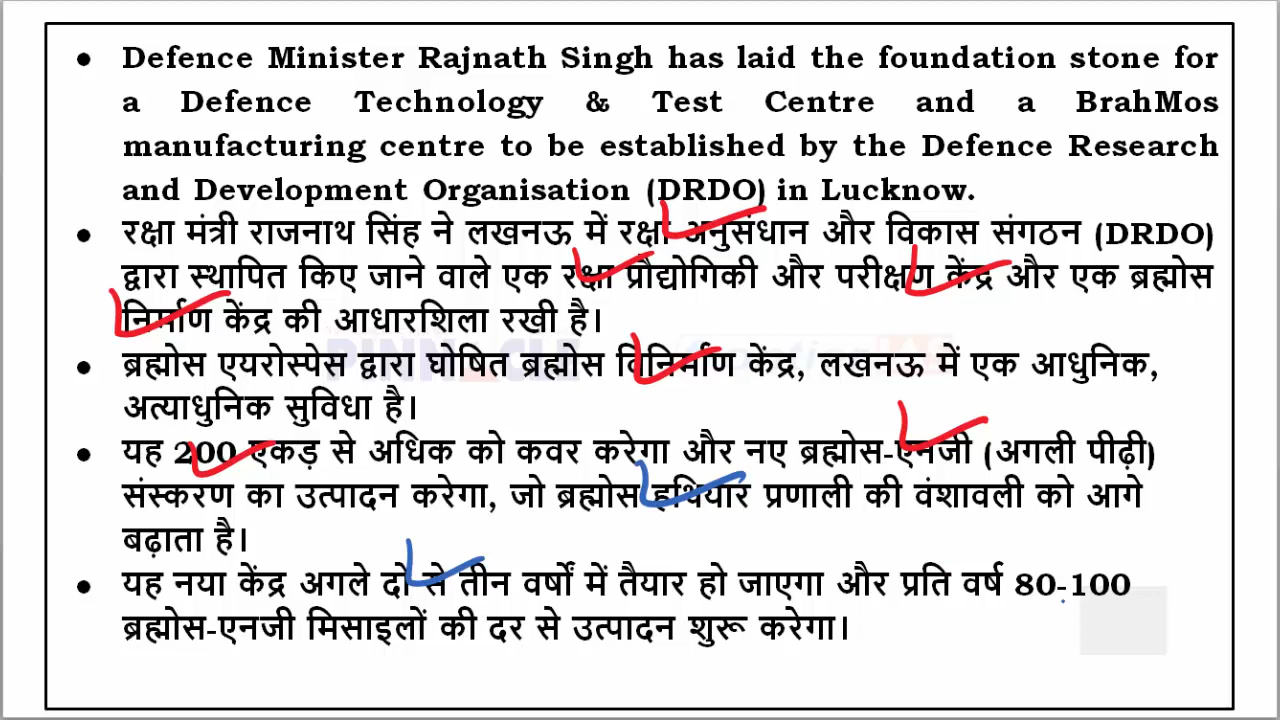 ● Defence Minister Rajnath Singh has laid the foundation stone for
a Defence Technology & Test Centre and a BrahMos
manufacturing centre to be established by the Defence Research
and Development Organisation (DRDO) in Lucknow.
● रक्षा मंत्री राजनाथ सिंह ने लखनऊ में रक्षा अनुसंधान और विकास संगठन (DRDO)
द्वारा स्थापित किए जाने वाले एक रक्षा प्रौद्योगिकी और परीक्षण केंद्र और एक ब्रह्मोस
निर्माण केंद्र की आधारशिला रखी है।
● ब्रह्मोस एयरोस्पेस द्वारा घोषित ब्रह्मोस विनिर्माण केंद्र, लखनऊ में एक आधुनिक,
अत्याधुनिक सुविधा है।
● यह 200 एकड़ से अधिक को कवर करेगा और नए ब्रह्मोस-एनजी (अगली पीढ़ी)
संस्करण का उत्पादन करेगा, जो ब्रह्मोस हथियार प्रणाली की वंशावली को आगे
बढ़ाता है।
● यह नया केंद्र अगले दो से तीन वर्षों में तैयार हो जाएगा और प्रति वर्ष 80-100
ब्रह्मोस-एनजी मिसाइलों की दर से उत्पादन शुरू करेगा।